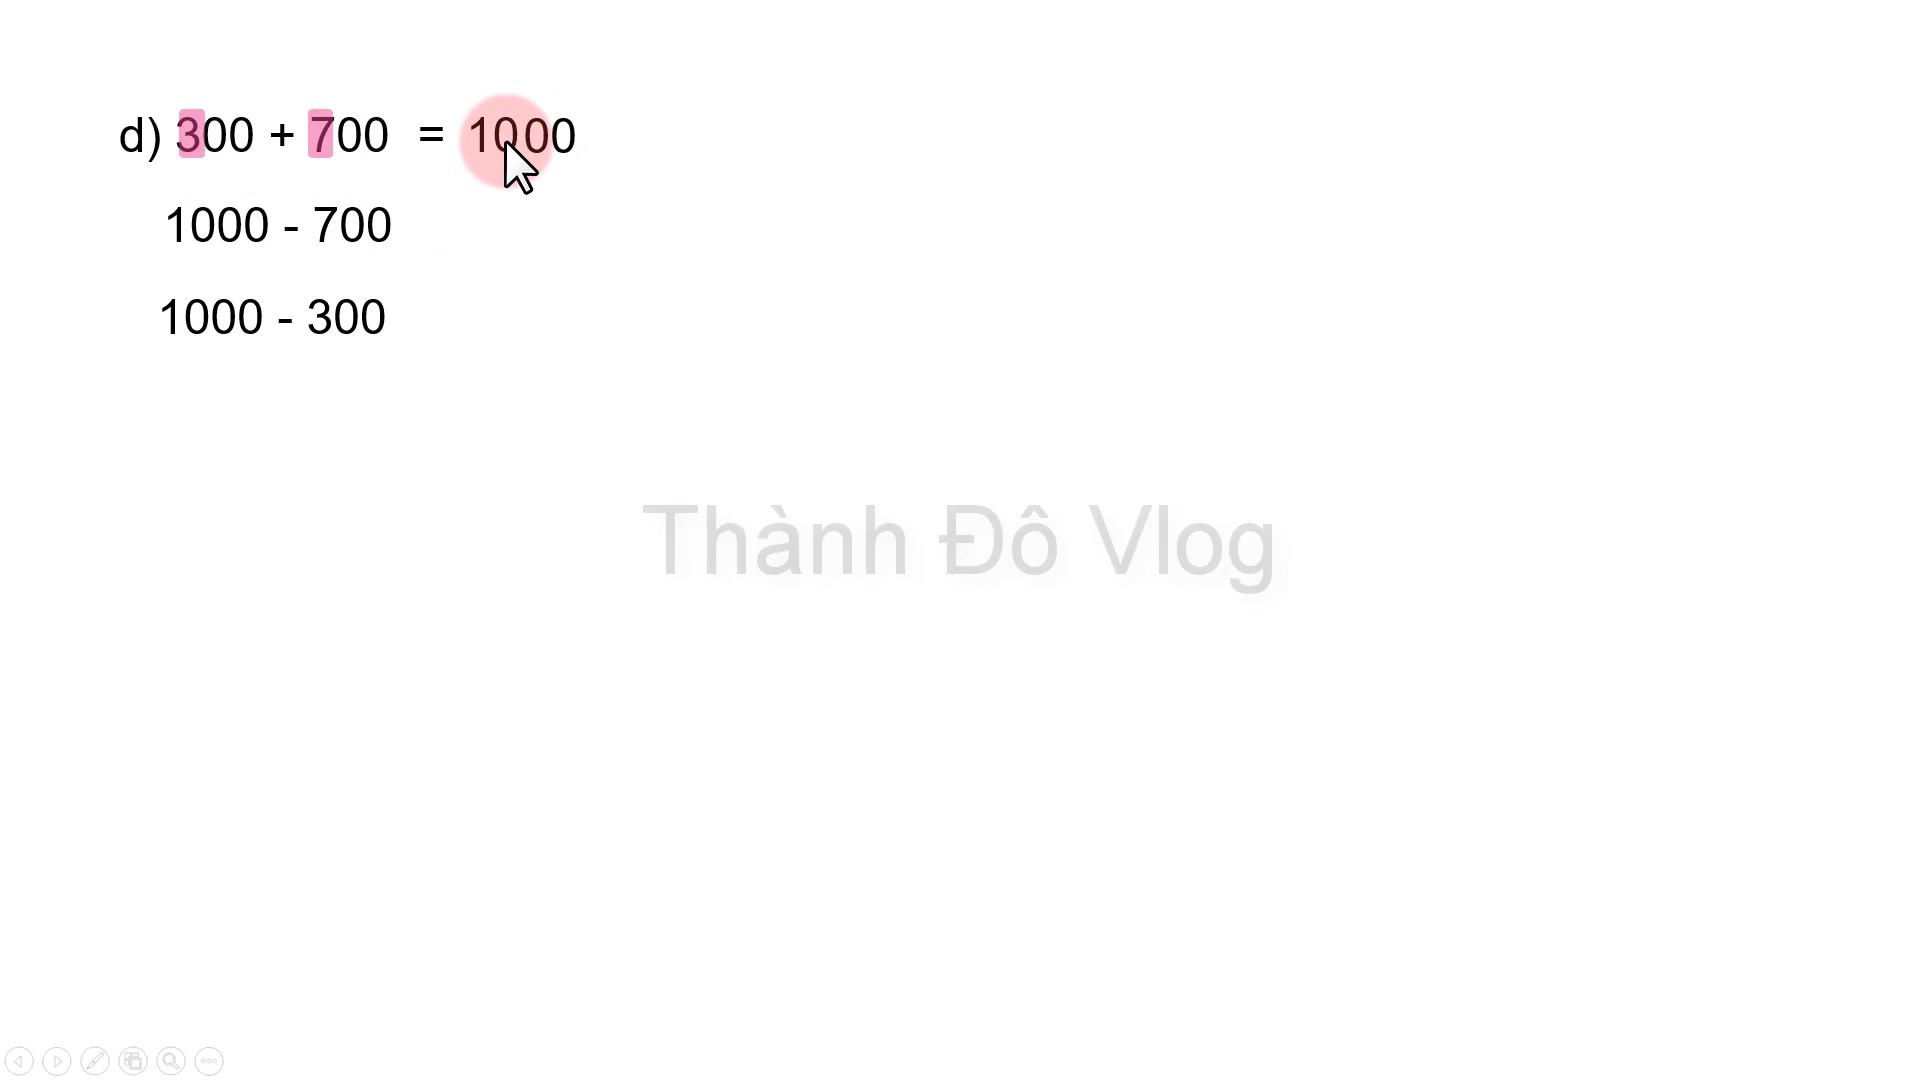 d) 300 + 700 = 1000
1000 - 700
1000 - 300
Thành Đô Vlog